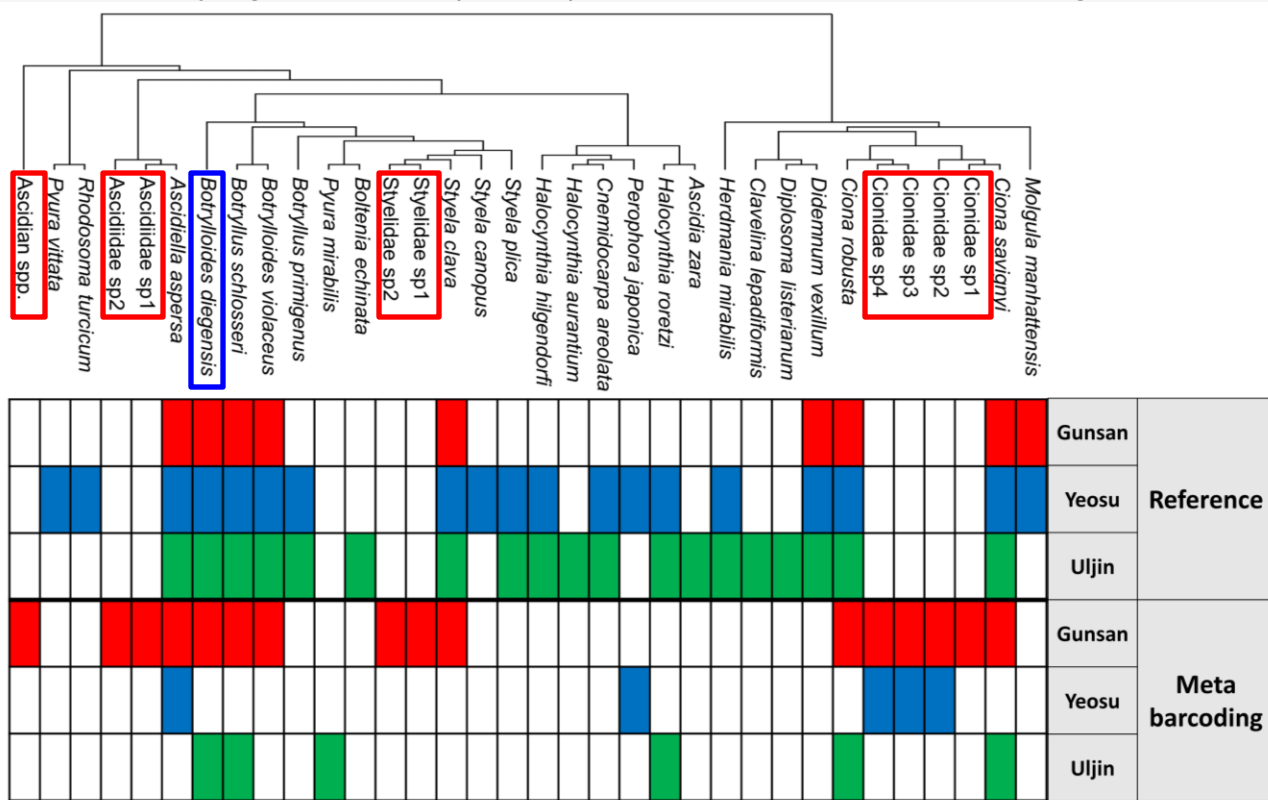 Ascidian spp.
Pyura vittata
Rhodosoma turcicum
Ascidiidae sp2
Ascidiidae sp1
Ascidiella aspersa
Botrylloides diegensis
Botryllus schlosseri
Botrylloides violaceus
Botryllus primigenus
Pyura mirabilis
Boltenia echinata
Styelidae sp2
Styelidae sp1
Styela clava
Styela canopus
Styela plica
Halocynthia hilgendorfi
Halocynthia aurantium
Cnemidocarpa areolata
Perophora japonica
Halocynthia roretzi
Ascidia zara
Herdmania mirabilis
Clavelina lepadiformis
Diplosoma listerianum
Didemnum vexillum
Ciona robusta
Cionidae sp4
Cionidae sp3
Cionidae sp2
Cionidae sp1
Ciona savignyi
Molgula manhattensis
Gunsan
Yeosu
Uljin
Reference
Gunsan
Yeosu
Uljin
Meta
barcoding